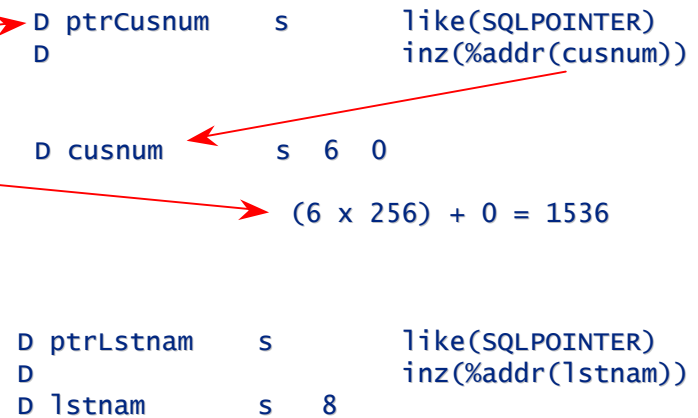 D ptrCusnum s like(SQLPOINTER)
D inz(%addr(cusnum))
D cusnum s 6 0
(6 x 256) + 0 = 1536
D ptrLstnam s like(SQLPOINTER)
D inz(%addr(lstnam))
D lstnam s 8